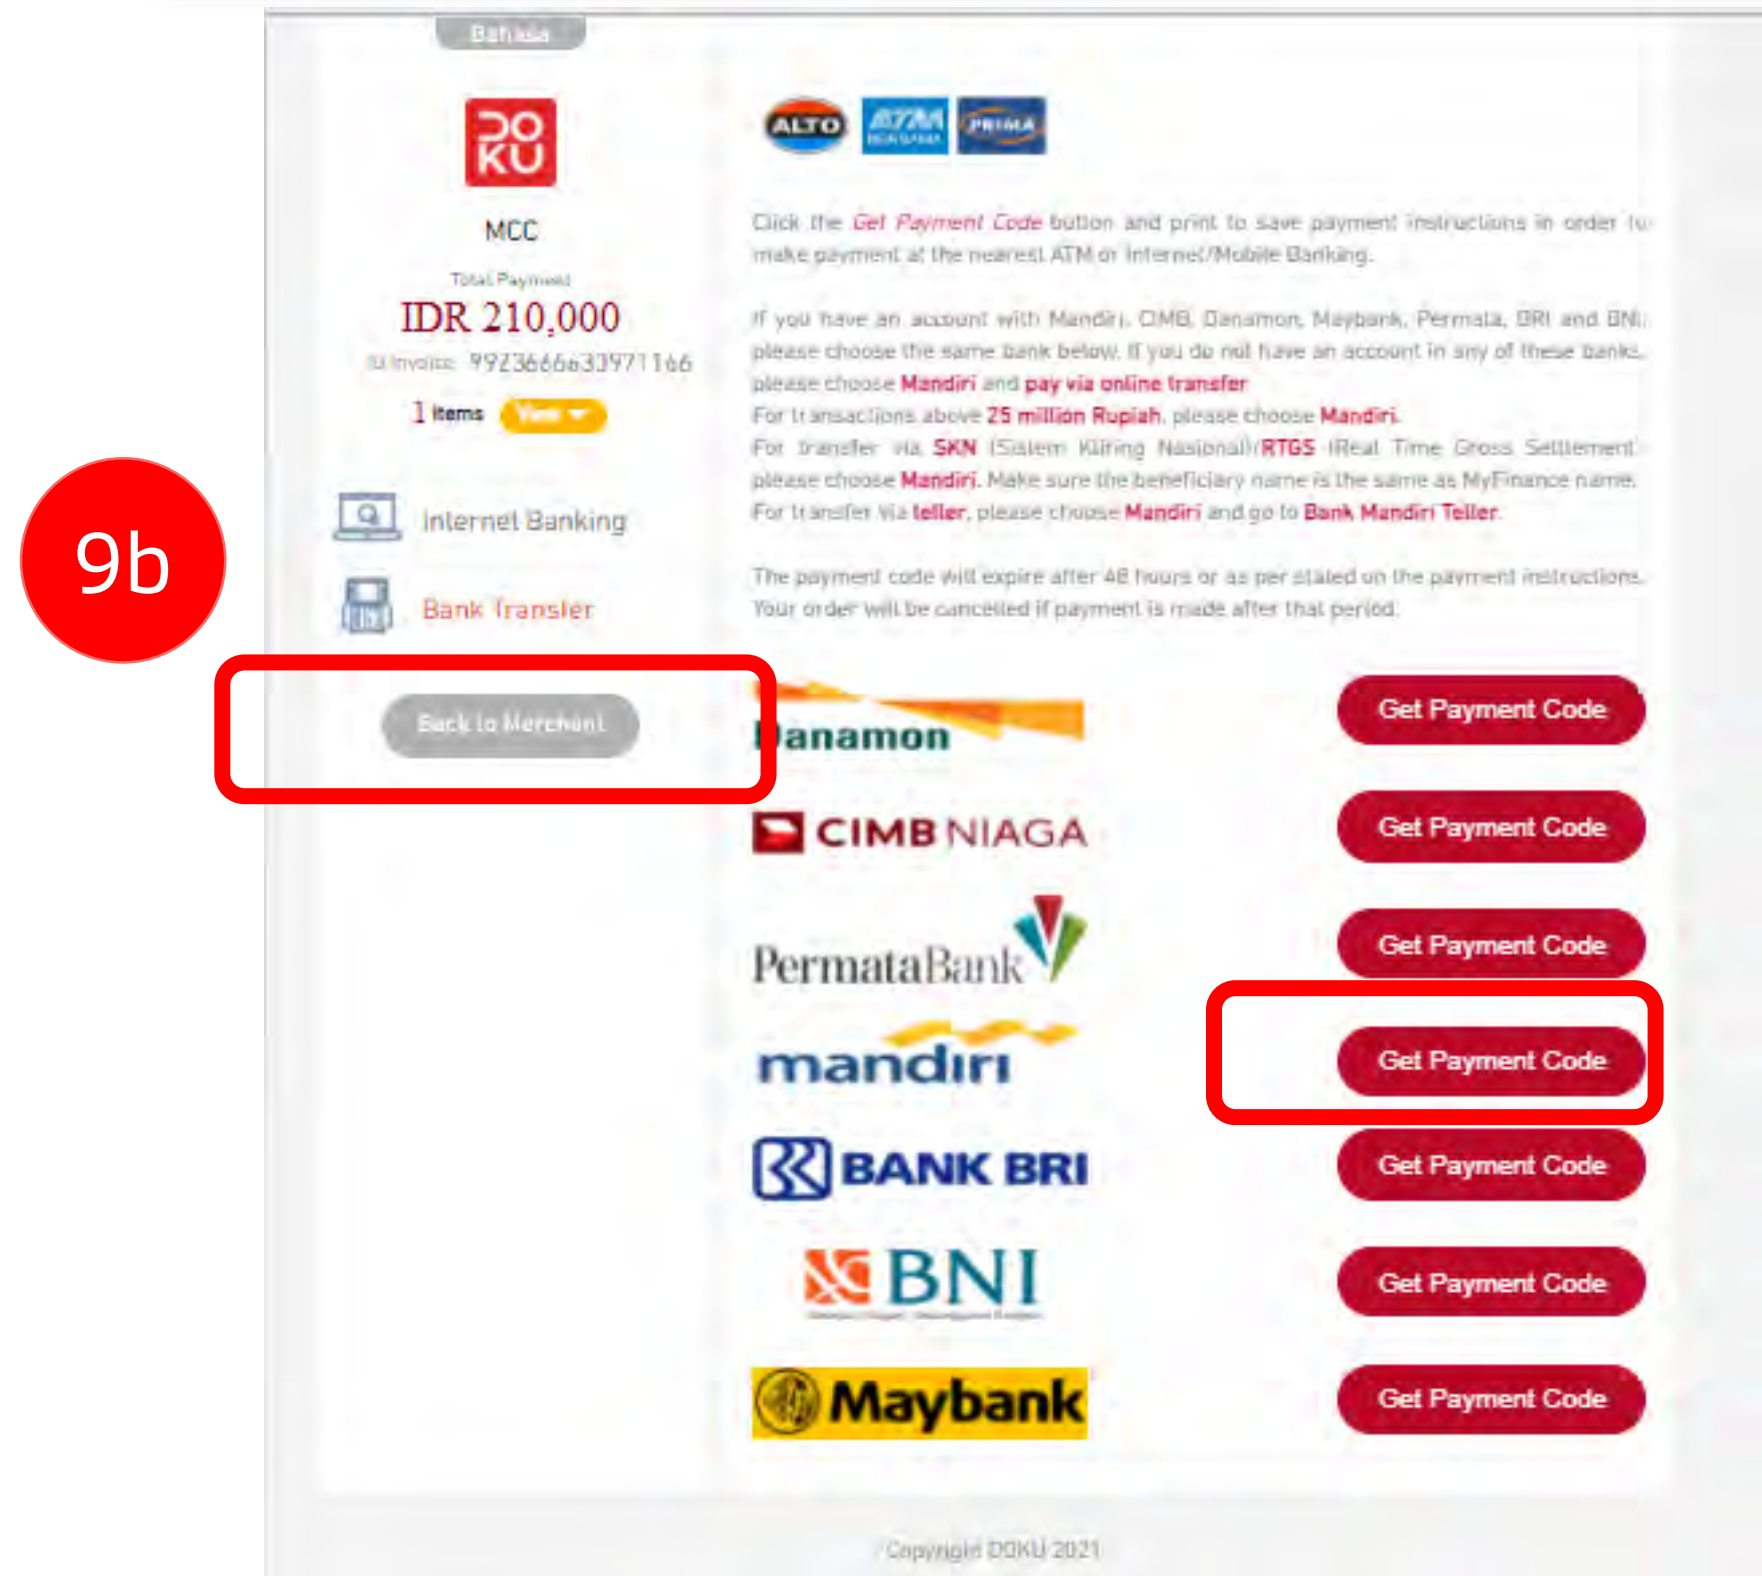 Bahasa
DOKU
MCC
Total Payment
IDR 210,000
ID Invoice 9923666633971166
1 items View
9b
Internet Banking
Bank Transfer
Back to Merchant
ALTO ATM BERSAMA PRIMA
Click the Get Payment Code button and print to save payment instructions in order to
make payment at the nearest ATM or Internet/Mobile Banking.
If you have an account with Mandiri, CIMB, Danamon, Maybank, Permata, BRI and BNI,
please choose the same bank below. If you do not have an account in any of these banks,
please choose Mandiri and pay via online transfer
For transactions above 25 million Rupiah, please choose Mandiri.
For transfer via SKN (Sistem Kliring Nasional)/RTGS (Real Time Gross Settlement)
please choose Mandiri. Make sure the beneficiary name is the same as MyFinance name.
For transfer via teller, please choose Mandiri and go to Bank Mandiri Teller.
The payment code will expire after 48 hours or as per stated on the payment instructions.
Your order will be cancelled if payment is made after that period.
Danamon Get Payment Code
CIMB NIAGA Get Payment Code
PermataBank Get Payment Code
mandiri Get Payment Code
BANK BRI Get Payment Code
BNI Get Payment Code
Maybank Get Payment Code
Copyright DOKU 2021